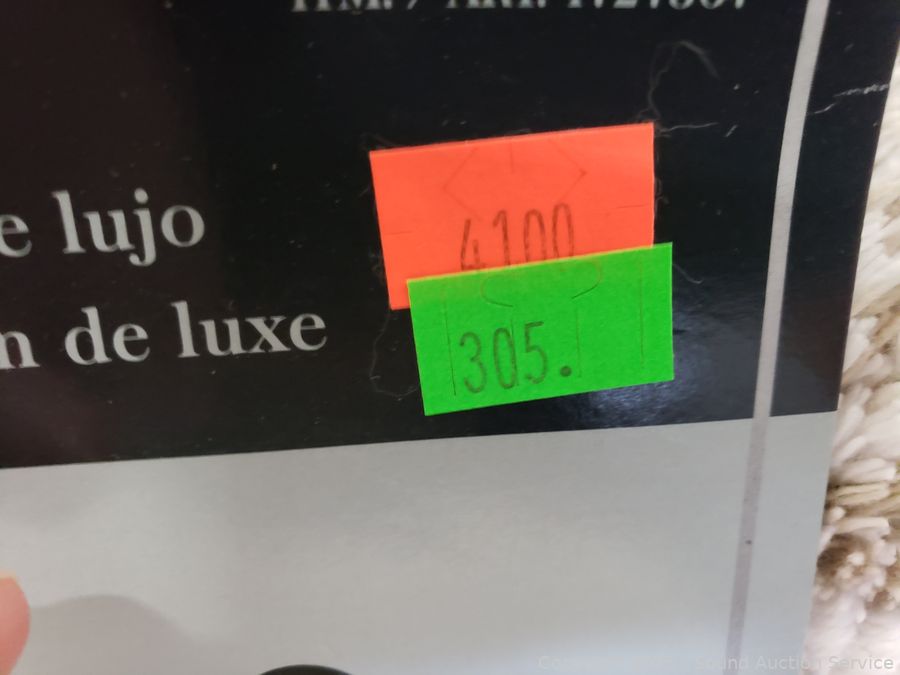 4100
e lujo
n de luxe
305.
Sound Auction Service